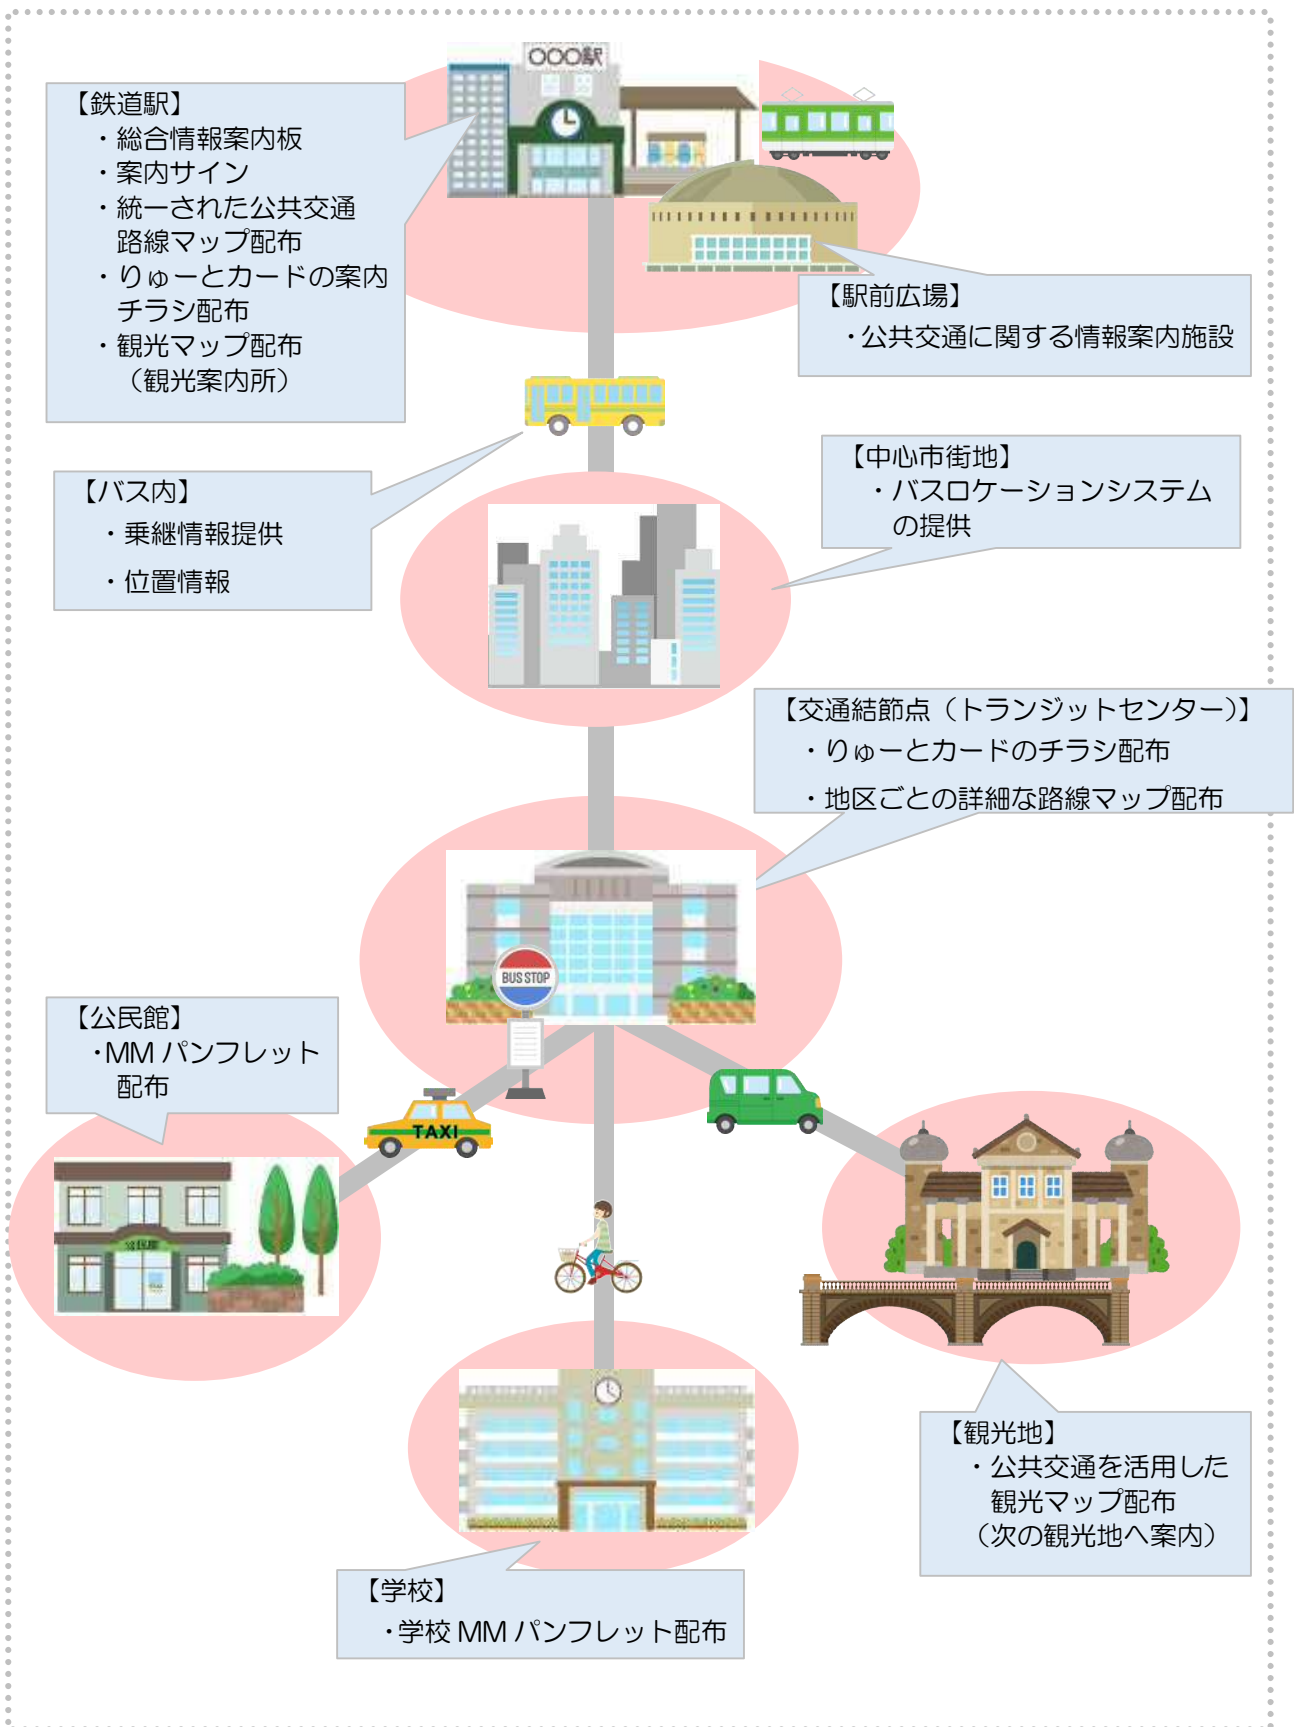 ○○○駅
【鉄道駅】
・総合情報案内板
・案内サイン
・統一された公共交通
路線マップ配布
・りゅーとカードの案内
チラシ配布
・観光マップ配布
（観光案内所）
【駅前広場】
・公共交通に関する情報案内施設
【バス内】
・乗継情報提供
・位置情報
【中心市街地】
・バスロケーションシステム
の提供
【交通結節点（トランジットセンター）】
・りゅーとカードのチラシ配布
・地区ごとの詳細な路線マップ配布
BUS STOP
【公民館】
・MM パンフレット
配布
TAXI
公民館
【観光地】
・公共交通を活用した
観光マップ配布
（次の観光地へ案内）
【学校】
・学校 MM パンフレット配布